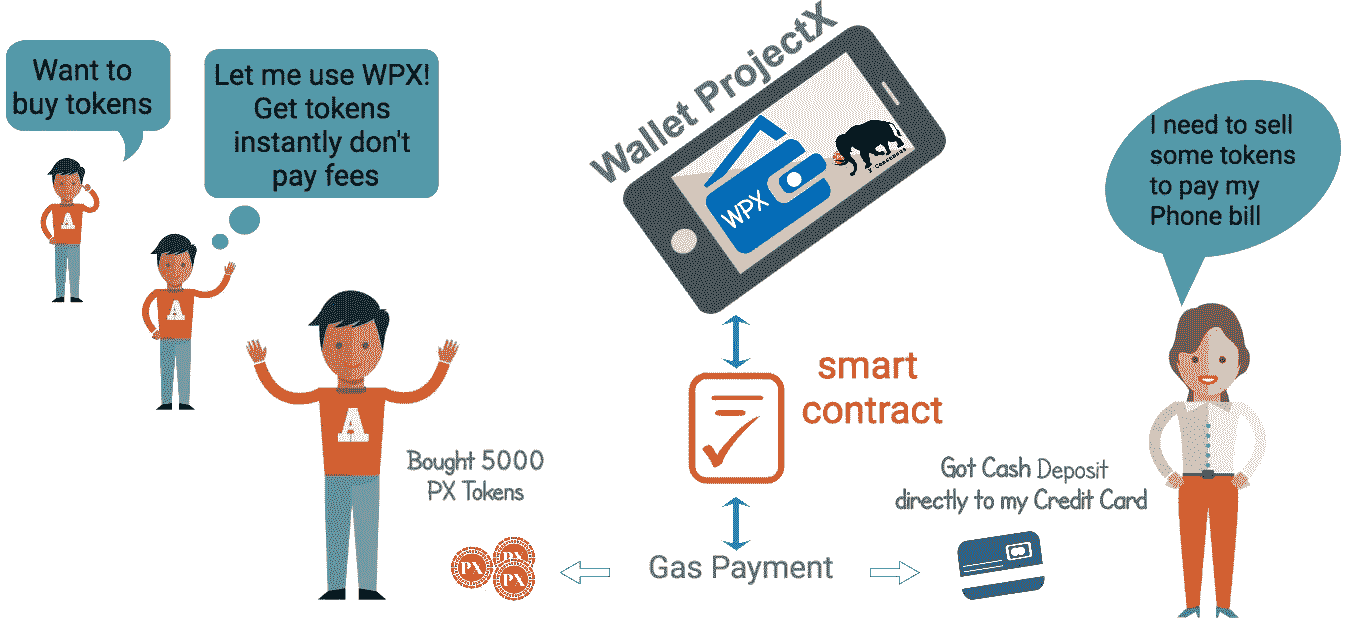 Want to
buy tokens
Let me use WPX!
Get tokens
instantly don't
pay fees
A
A
A
Bought 5000
PX Tokens
PX
PX
PX
Wallet ProjectX
WPX
smart
contract
Gas Payment
I need to sell
some tokens
to pay my
Phone bill
Got Cash Deposit
directly to my Credit Card